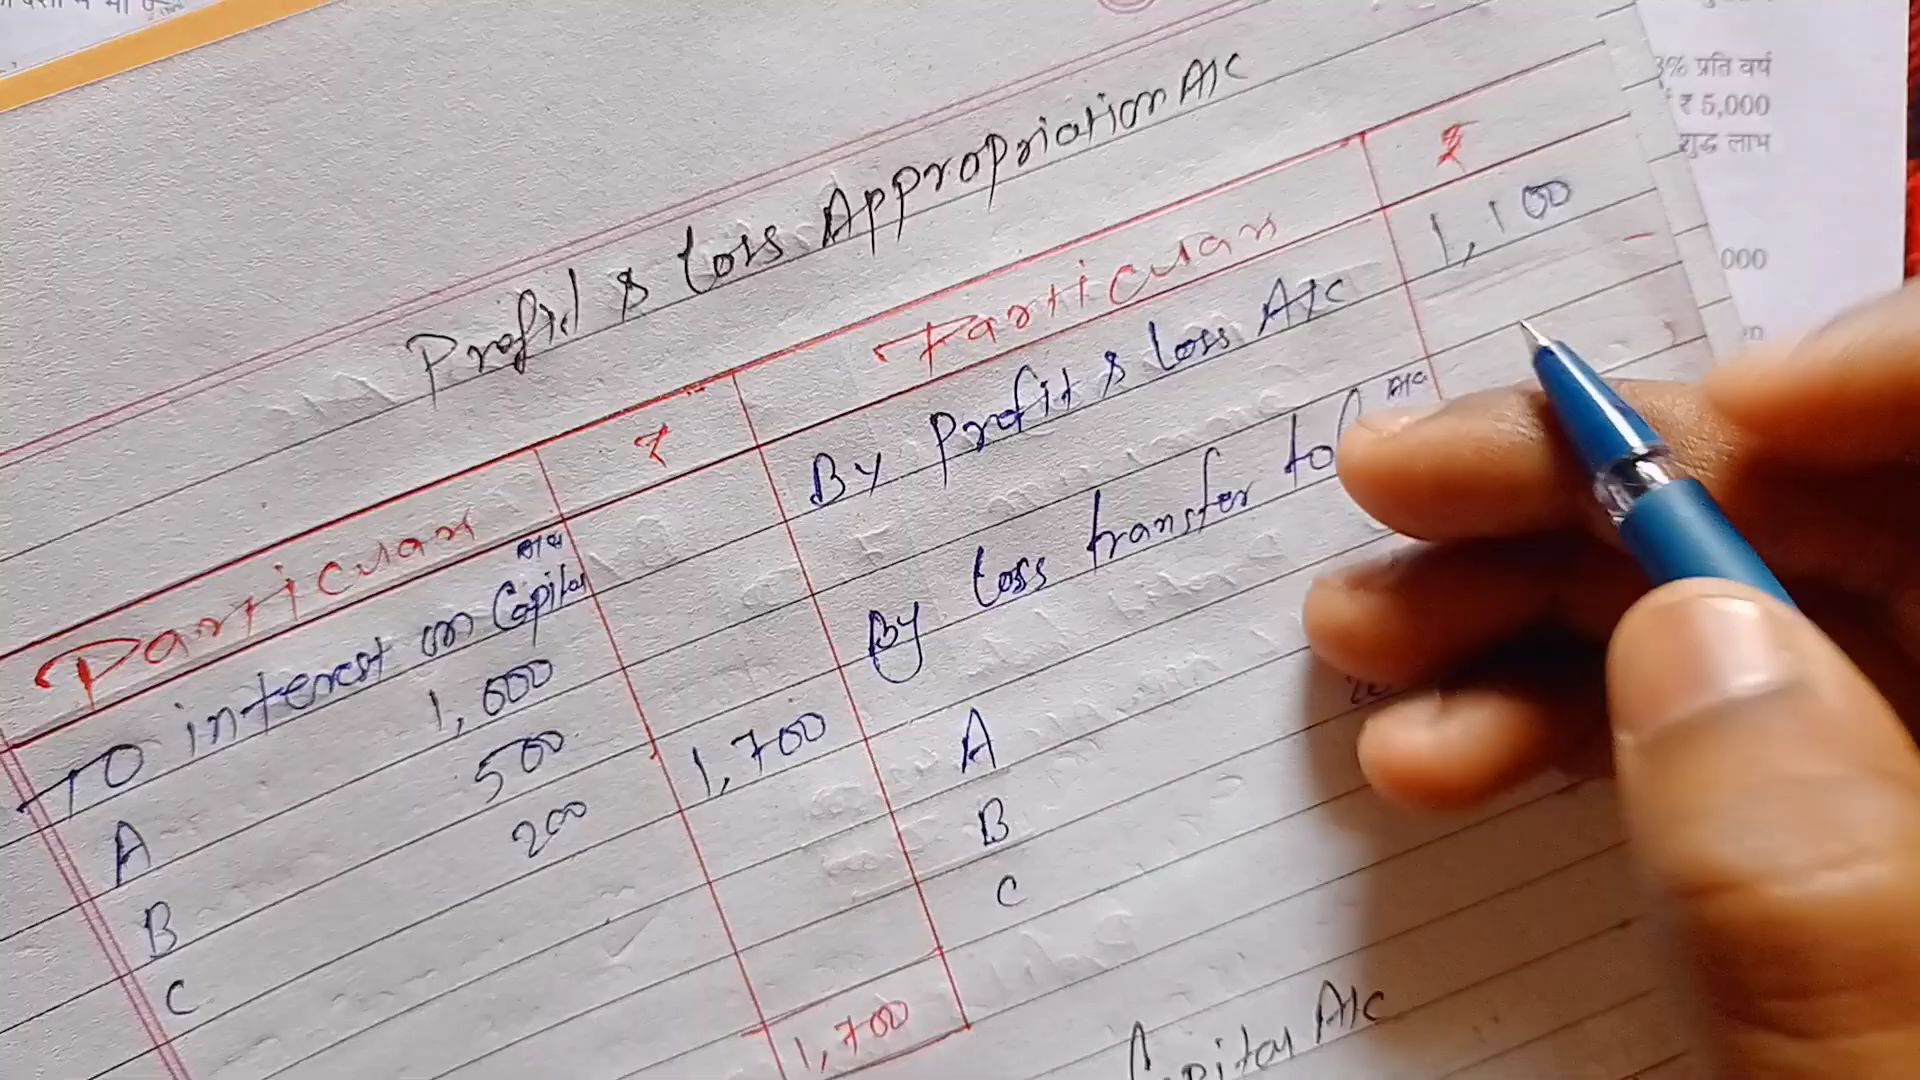 Profit & Loss Appropriation A/C
Particulars ₹ Particulars ₹
To interest on Capital A/C
A 1,000
B 500
C 200
1,700
1,700
By Profit & Loss A/C 1,100
By Loss transfer to A/C
A
B
C
Capital A/C
3% प्रति वर्ष
₹ 5,000
शुद्ध लाभ
000